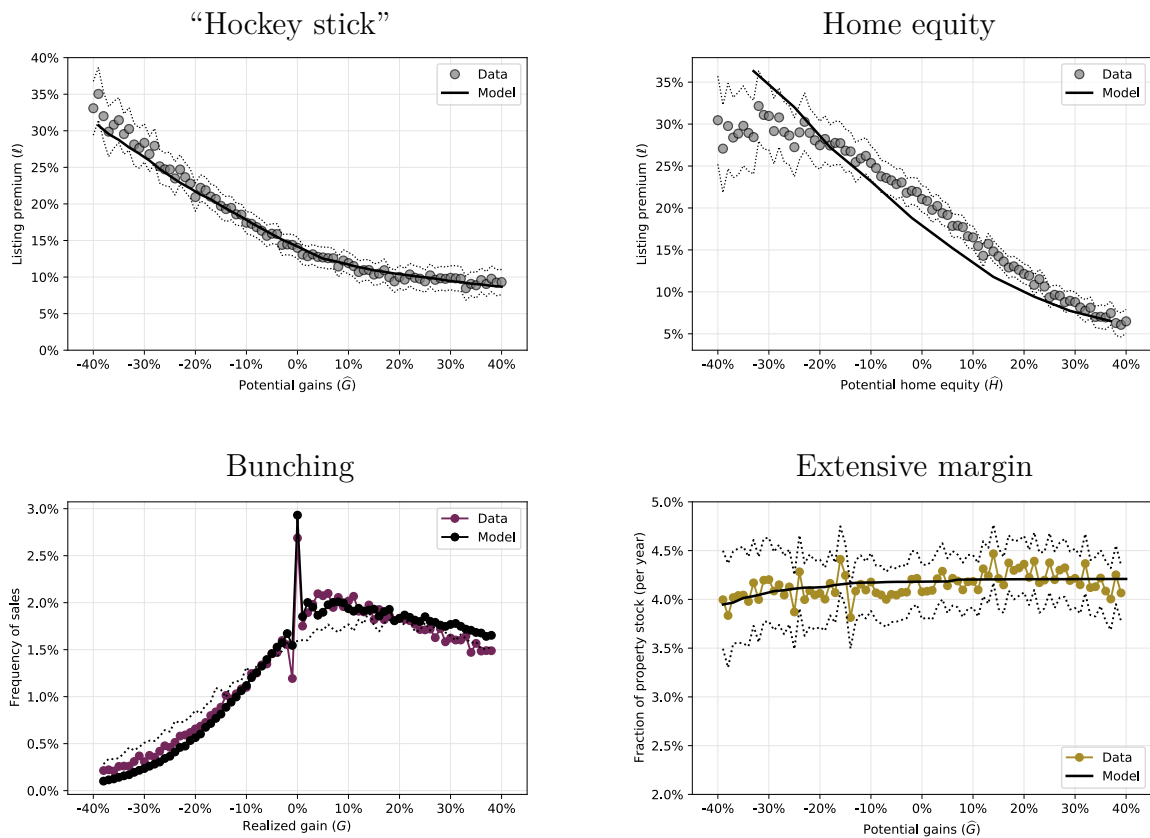 “Hockey stick”
40%
35%
30%
25%
20%
15%
10%
5%
0%
Listing premium (ℓ)
Data
Model
-40% -30% -20% -10% 0% 10% 20% 30% 40%
Potential gains (Ĝ)
Home equity
35%
30%
25%
20%
15%
10%
5%
Listing premium (ℓ)
Data
Model
-40% -30% -20% -10% 0% 10% 20% 30% 40%
Potential home equity (Ĥ)
Bunching
3.0%
2.5%
2.0%
1.5%
1.0%
0.5%
0.0%
Frequency of sales
Data
Model
-40% -30% -20% -10% 0% 10% 20% 30% 40%
Realized gain (G)
Extensive margin
5.0%
4.5%
4.0%
3.5%
3.0%
2.5%
2.0%
Fraction of property stock (per year)
Data
Model
-40% -30% -20% -10% 0% 10% 20% 30% 40%
Potential gains (Ĝ)